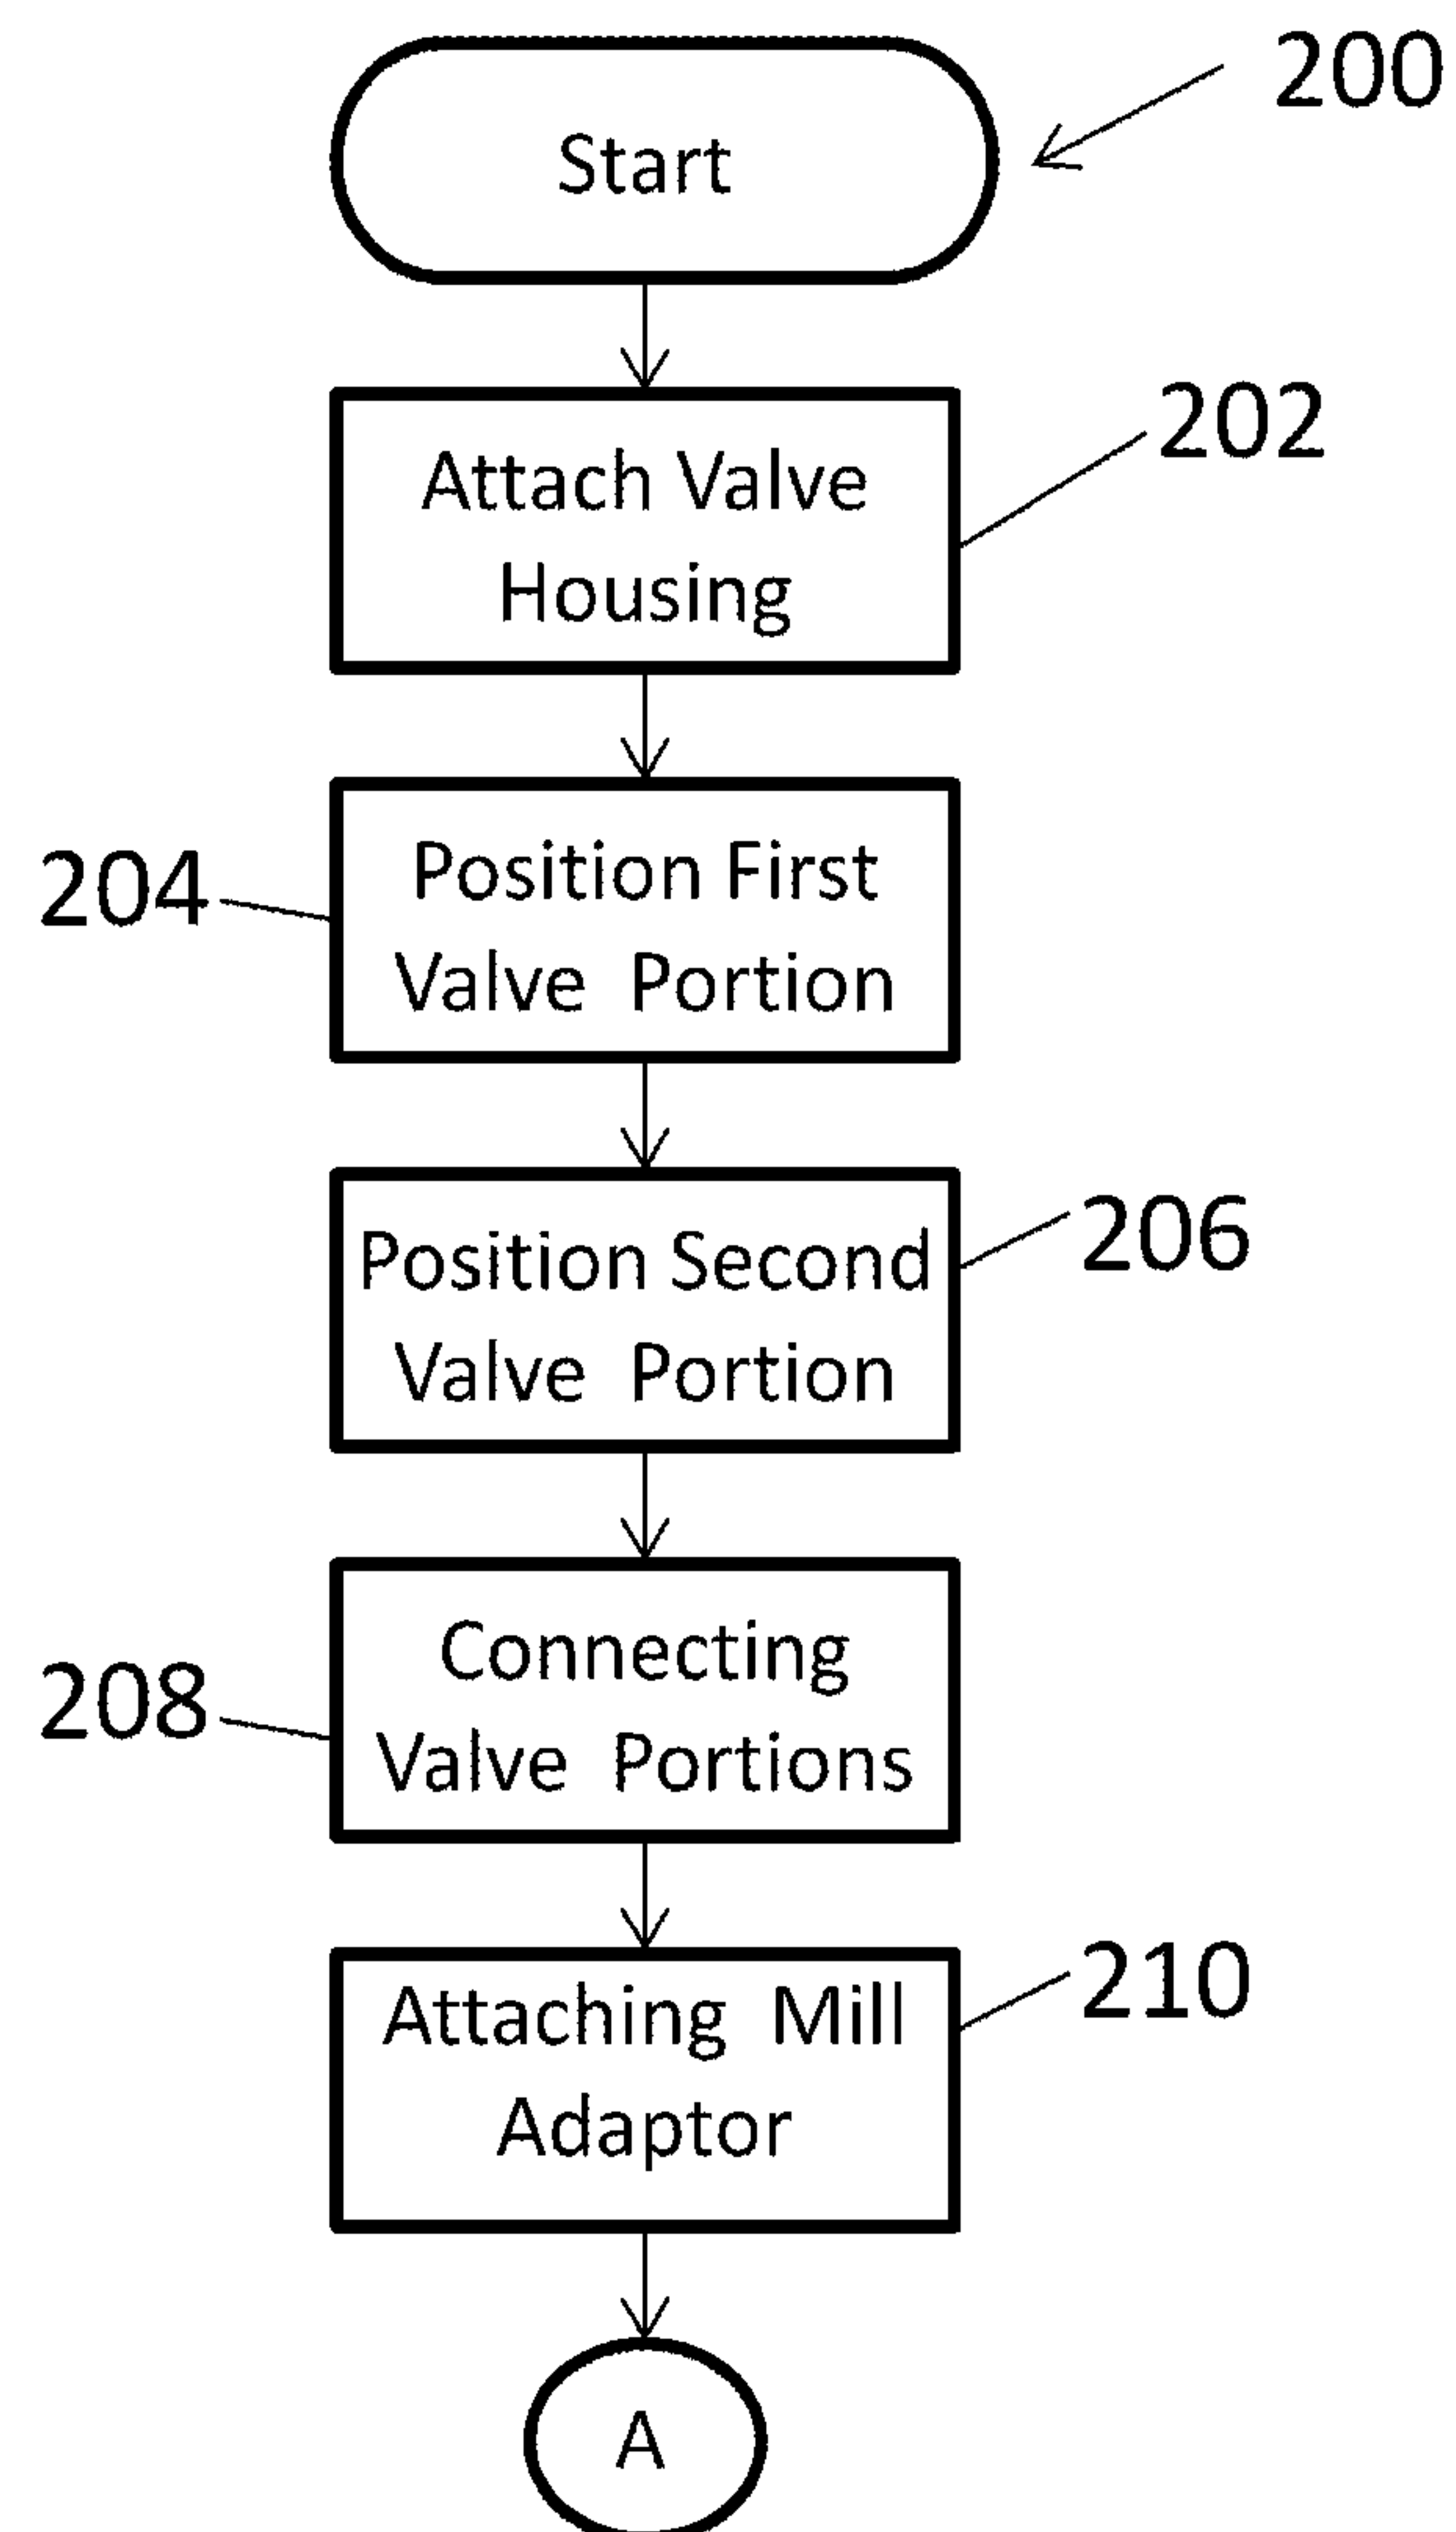 Start
200
Attach Valve
Housing
202
Position First
Valve Portion
204
Position Second
Valve Portion
206
Connecting
Valve Portions
208
Attaching Mill
Adaptor
210
A